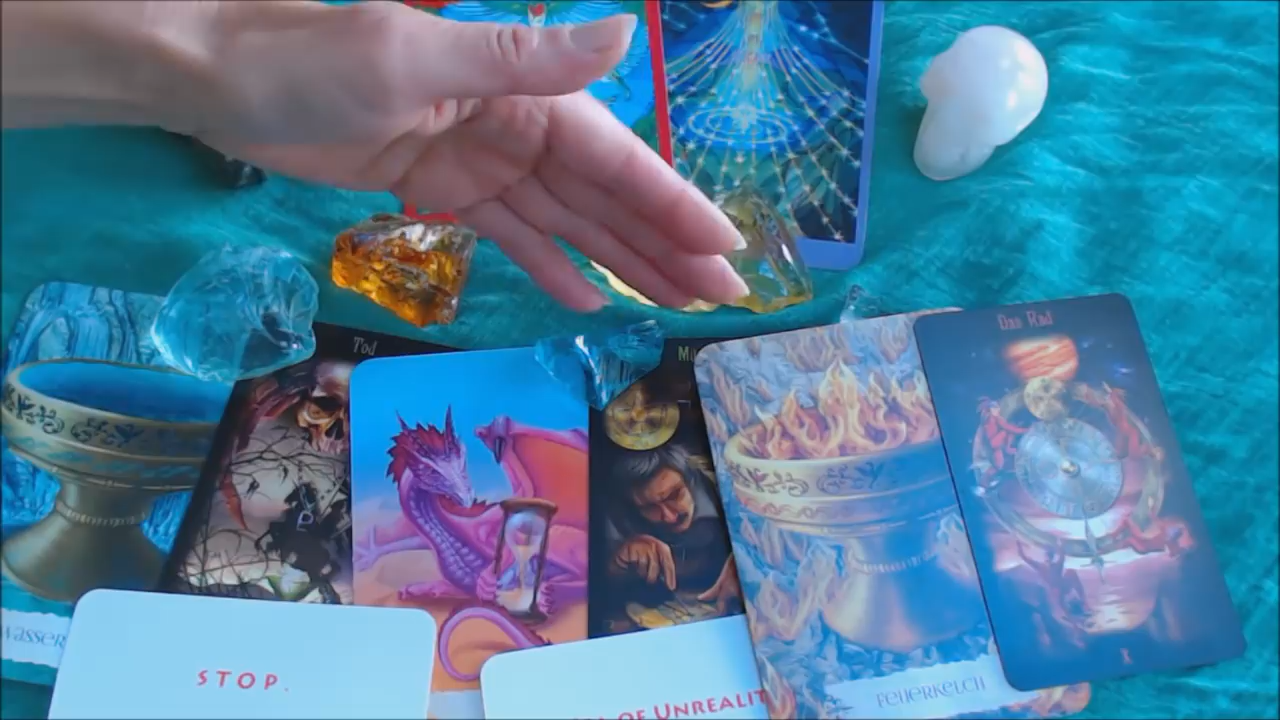 Das Rad
Tod
Wasser
STOP.
OF UNREALIT
Feuerkelch
X